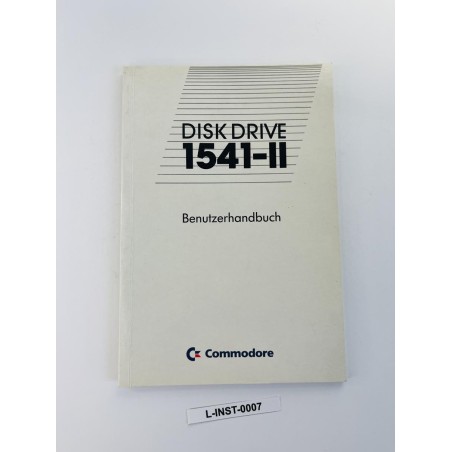 DISK DRIVE
1541-II
Benutzerhandbuch
Commodore
L-INST-0007